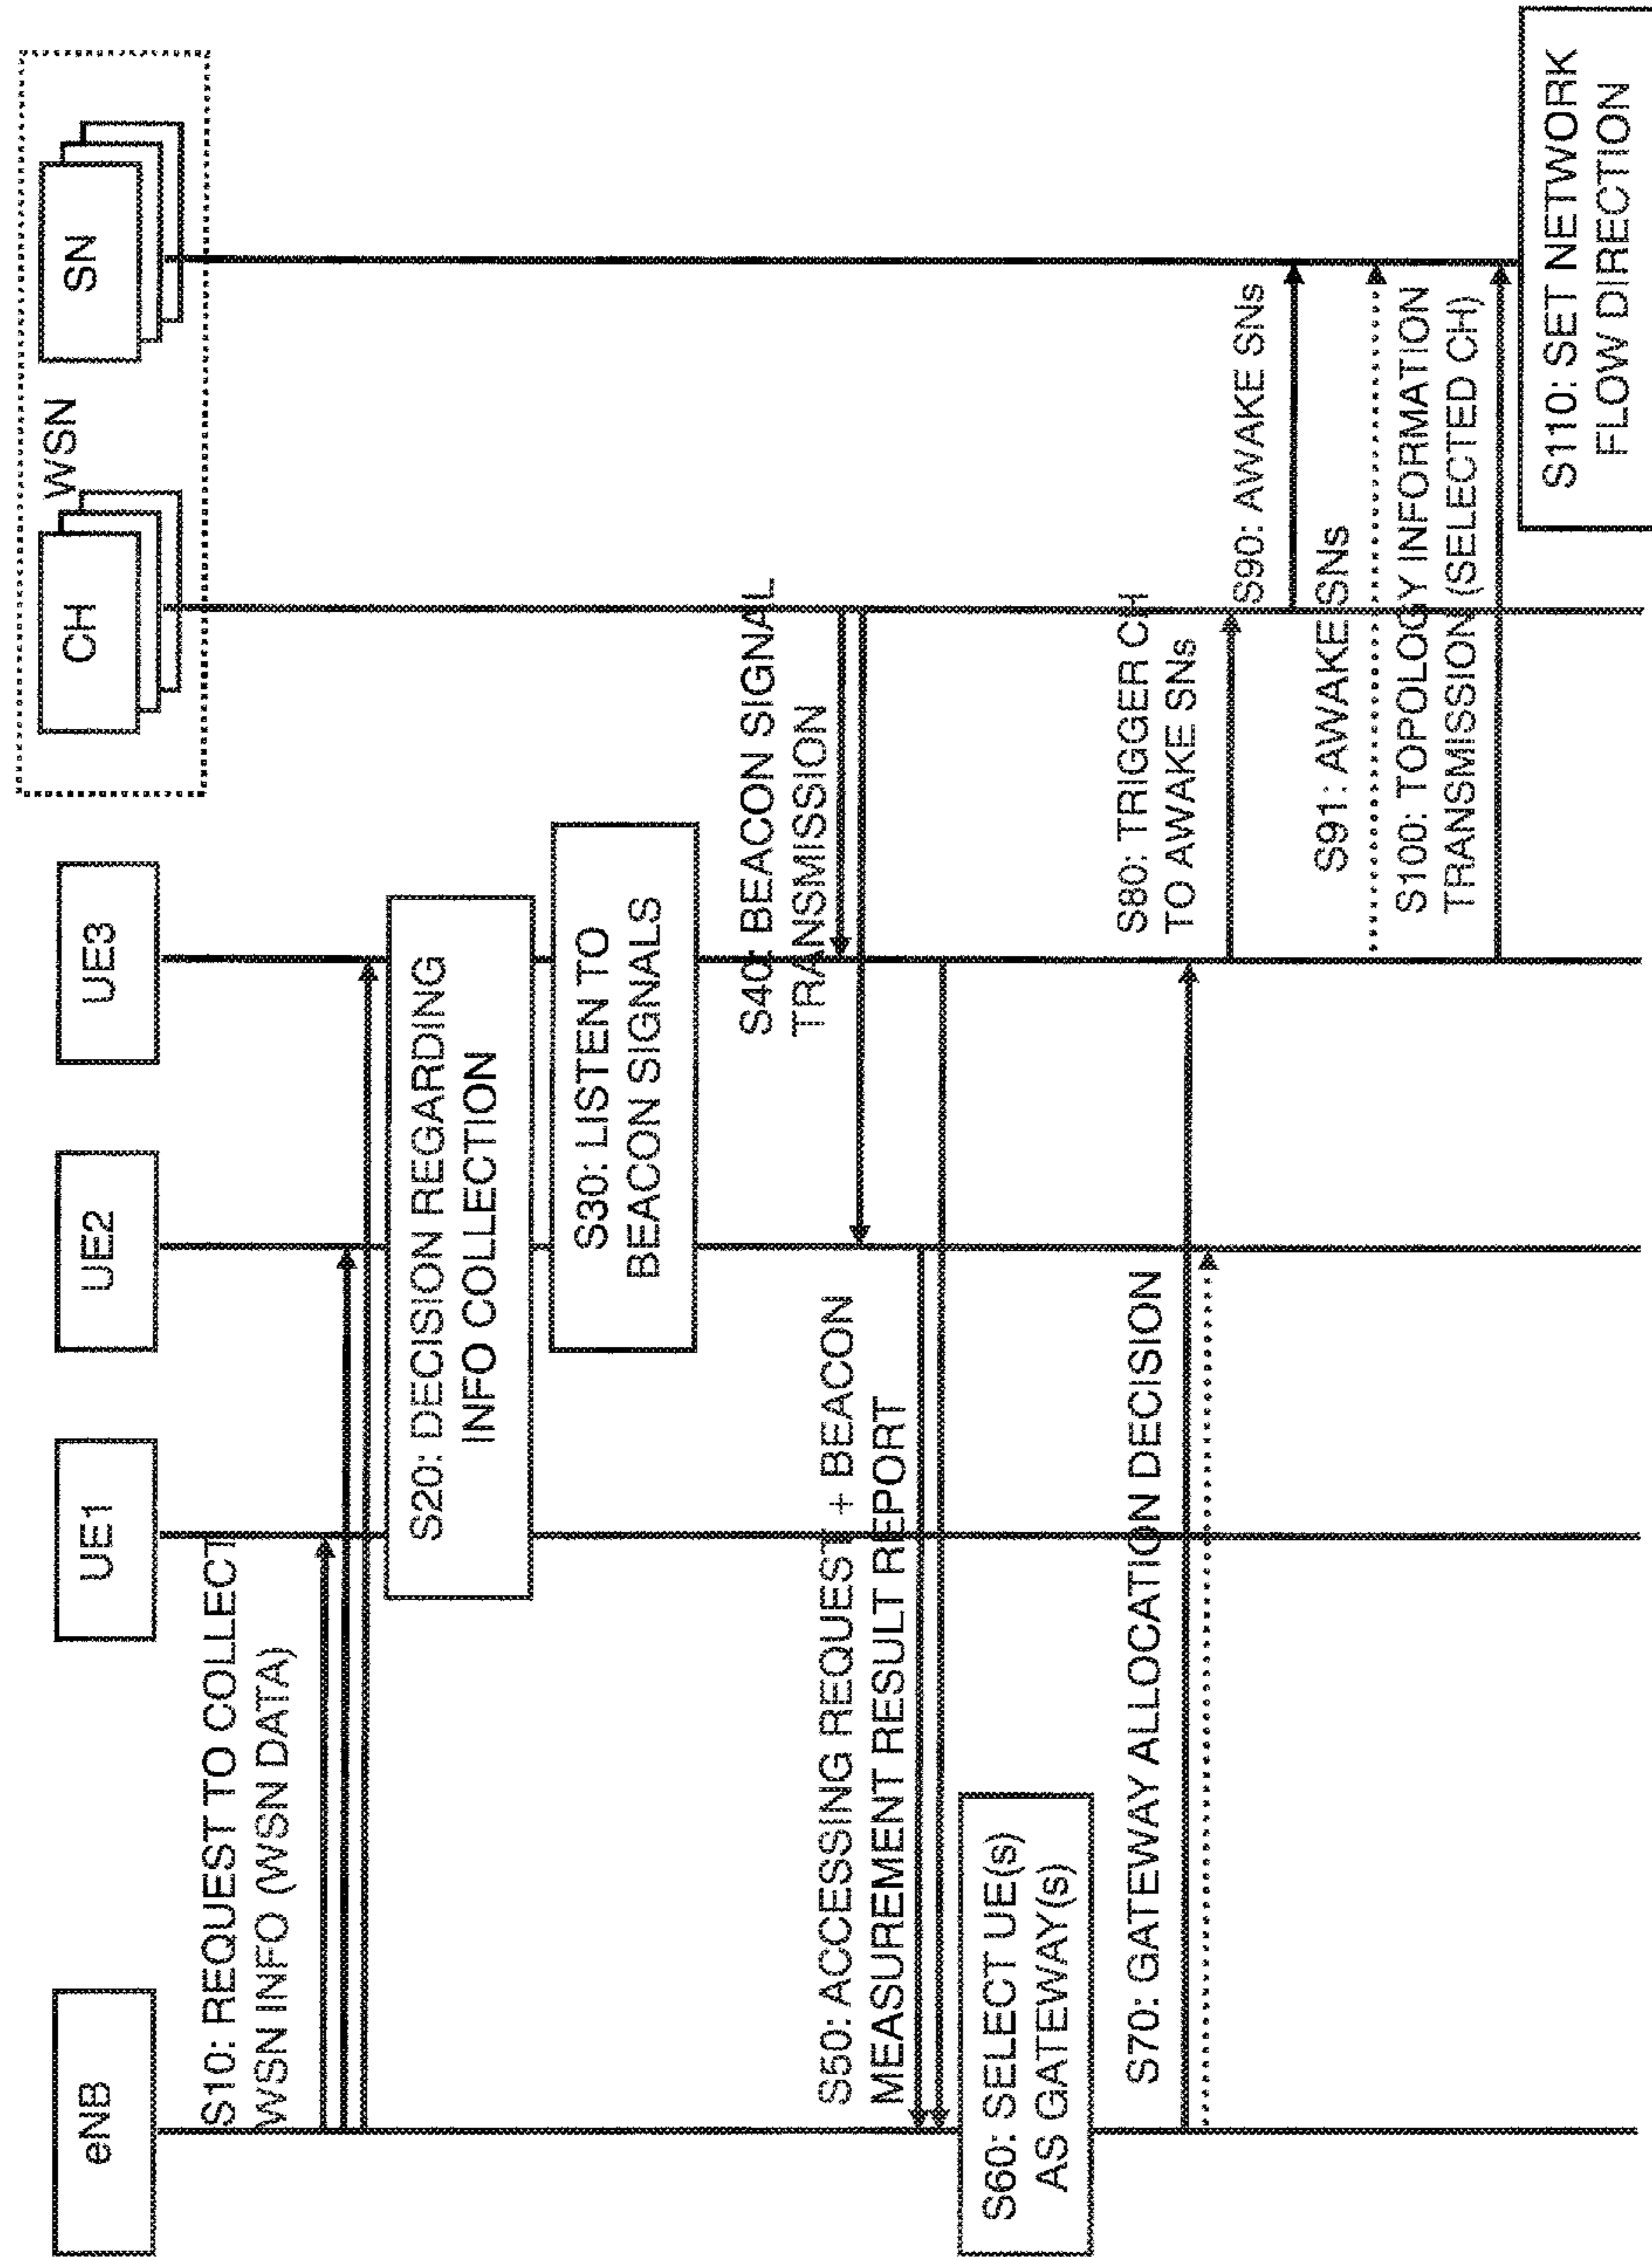 eNB
UE1
UE2
UE3
CH
WSN
SN
S10: REQUEST TO COLLECT
WSN INFO (WSN DATA)
S20: DECISION REGARDING
INFO COLLECTION
S30: LISTEN TO
BEACON SIGNALS
S40: BEACON SIGNAL
TRANSMISSION
S50: ACCESSING REQUEST + BEACON
MEASUREMENT RESULT REPORT
S60: SELECT UE(s)
AS GATEWAY(s)
S70: GATEWAY ALLOCATION DECISION
S80: TRIGGER CH
TO AWAKE SNs
S90: AWAKE SNs
S91: AWAKE SNs
S100: TOPOLOGY INFORMATION
TRANSMISSION (SELECTED CH)
S110: SET NETWORK
FLOW DIRECTION